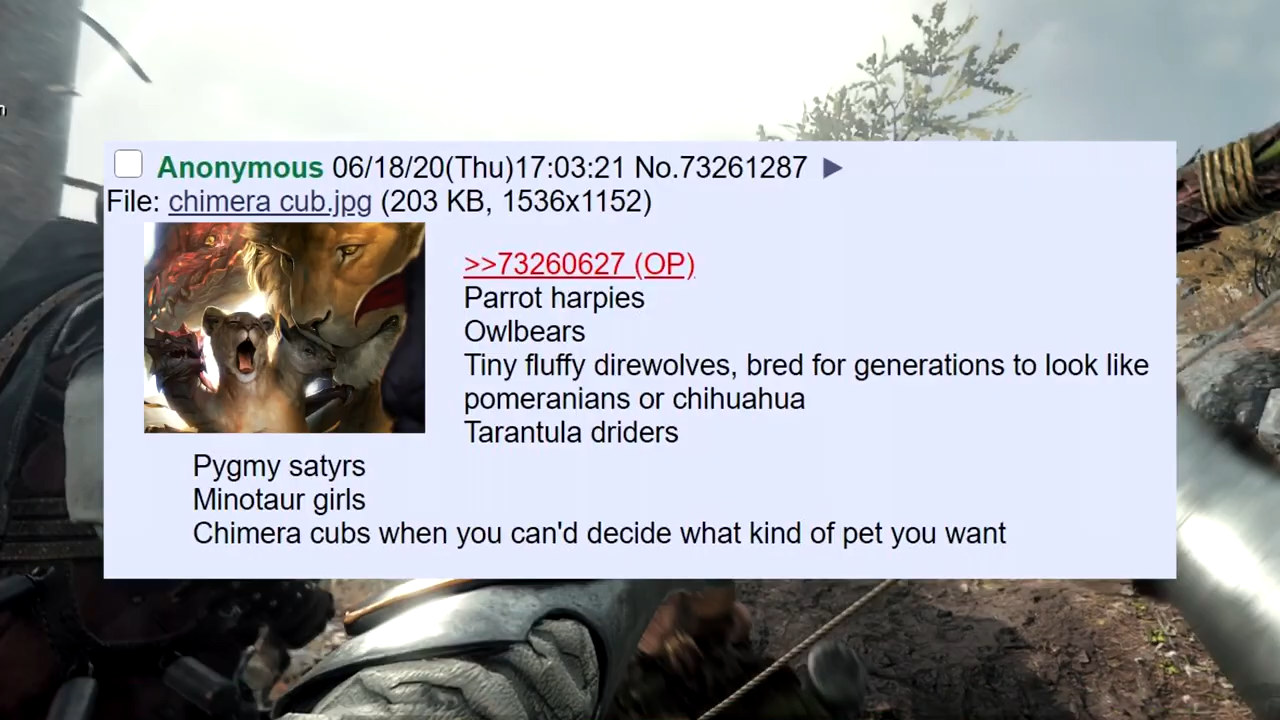 n
Anonymous 06/18/20(Thu)17:03:21 No.73261287 ▶
File: chimera cub.jpg (203 KB, 1536x1152)
>>73260627 (OP)
Parrot harpies
Owlbears
Tiny fluffy direwolves, bred for generations to look like
pomeranians or chihuahua
Tarantula driders
Pygmy satyrs
Minotaur girls
Chimera cubs when you can'd decide what kind of pet you want